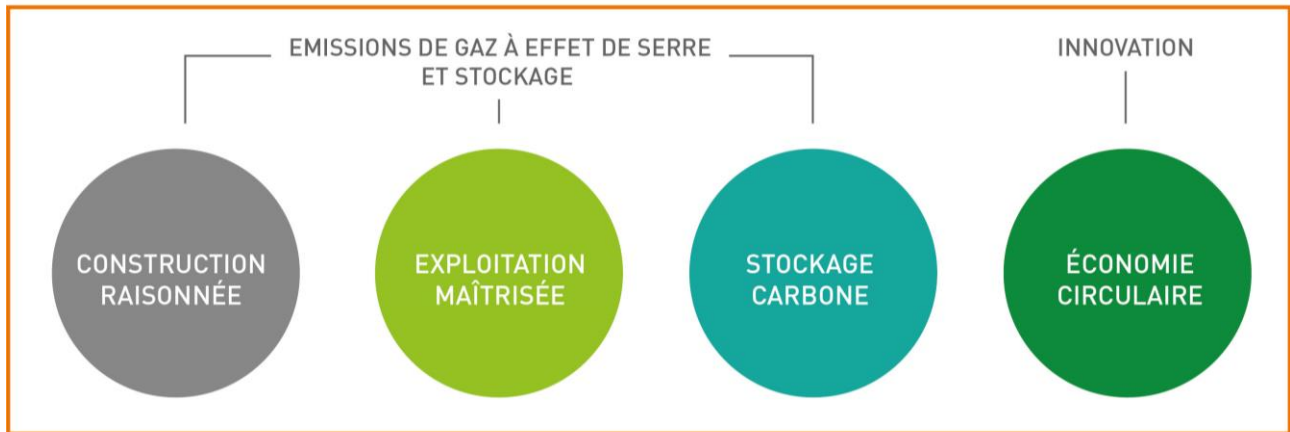 EMISSIONS DE GAZ À EFFET DE SERRE
ET STOCKAGE
INNOVATION
CONSTRUCTION
RAISONNÉE
EXPLOITATION
MAÎTRISÉE
STOCKAGE
CARBONE
ÉCONOMIE
CIRCULAIRE